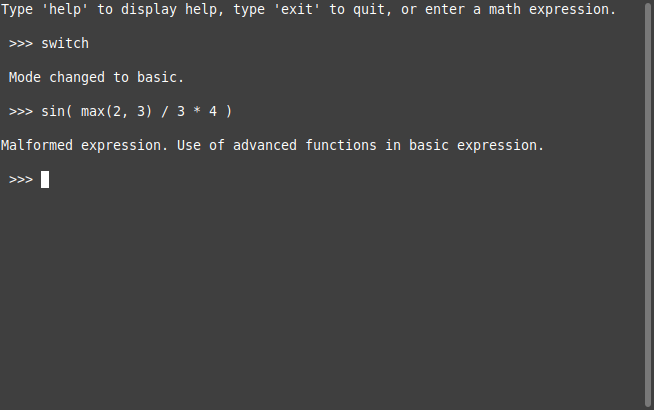 Type 'help' to display help, type 'exit' to quit, or enter a math expression.
>>> switch
Mode changed to basic.
>>> sin( max(2, 3) / 3 * 4 )
Malformed expression. Use of advanced functions in basic expression.
>>>